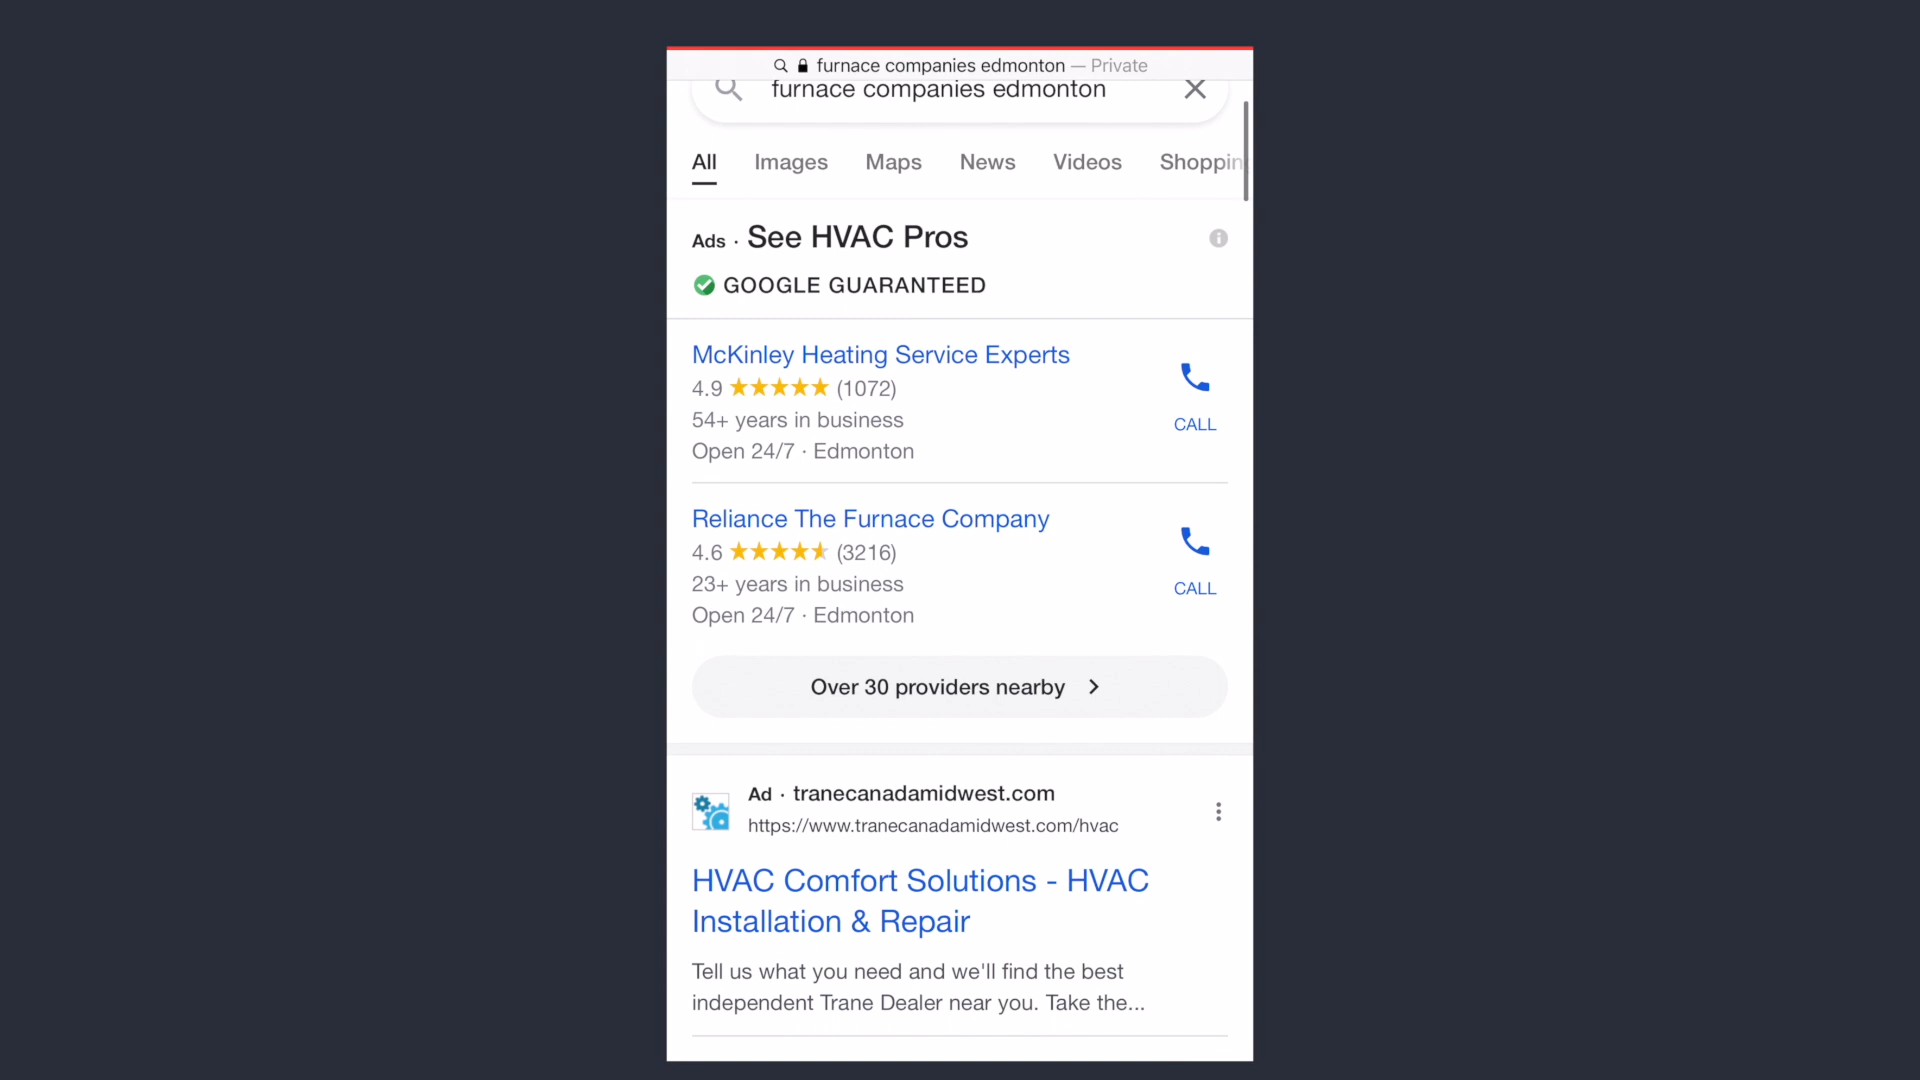 furnace companies edmonton — Private
furnace companies edmonton
All Images Maps News Videos Shoppin
Ads · See HVAC Pros
GOOGLE GUARANTEED
McKinley Heating Service Experts
4.9 ★★★★★ (1072)
54+ years in business
Open 24/7 · Edmonton
CALL
Reliance The Furnace Company
4.6 ★★★★★ (3216)
23+ years in business
Open 24/7 · Edmonton
CALL
Over 30 providers nearby
Ad · tranecanadamidwest.com
https://www.tranecanadamidwest.com/hvac
HVAC Comfort Solutions - HVAC
Installation & Repair
Tell us what you need and we'll find the best
independent Trane Dealer near you. Take the...